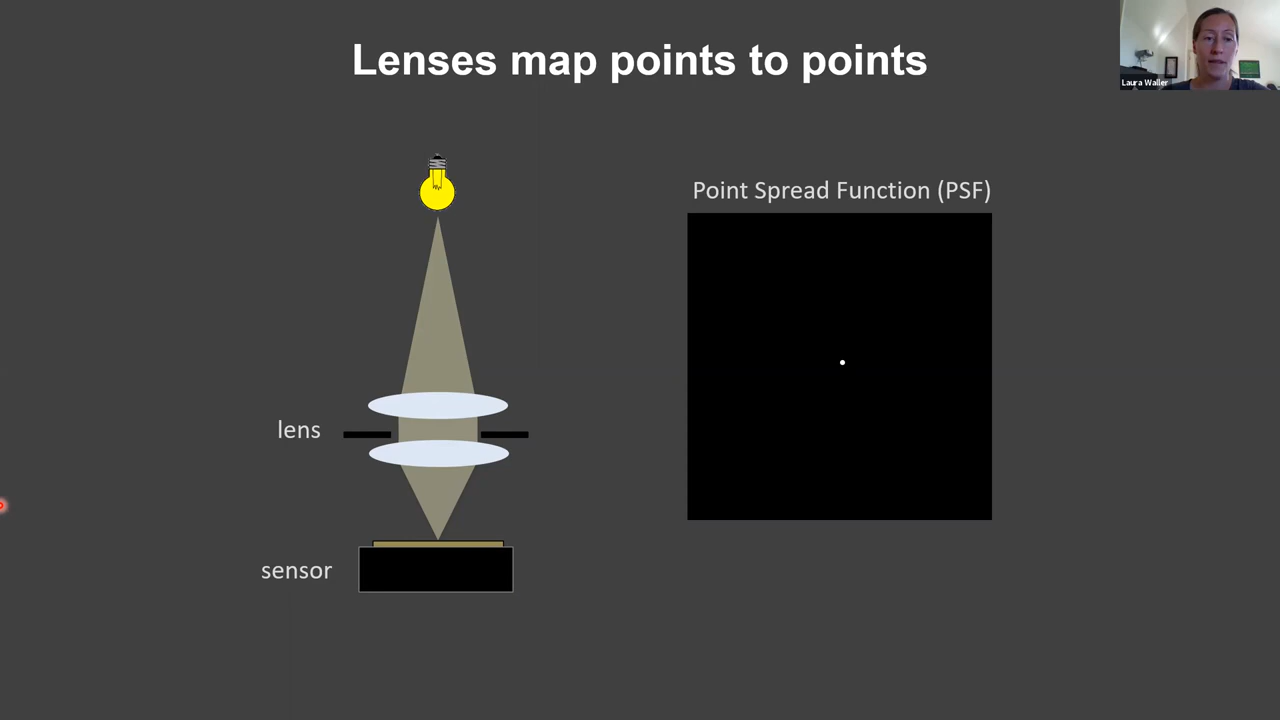 Lenses map points to points
Laura Waller
Point Spread Function (PSF)
lens
sensor